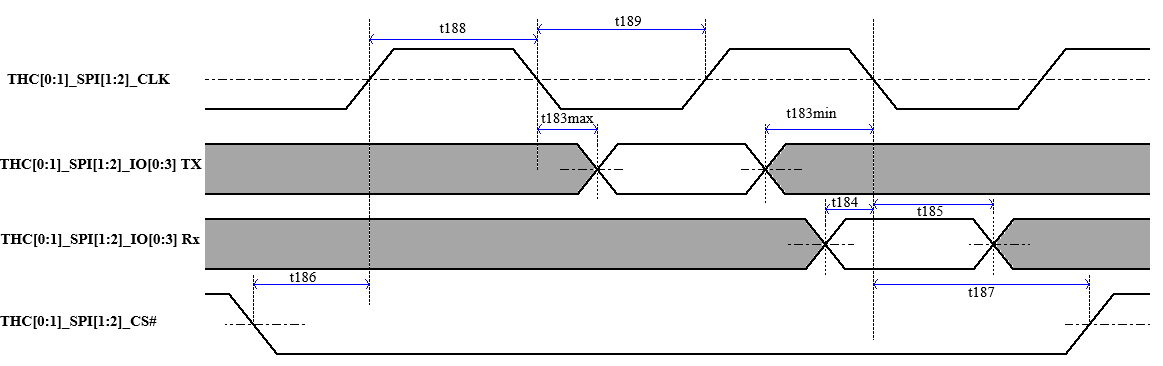 t188
t189
THC[0:1]_SPI[1:2]_CLK
t183max
t183min
THC[0:1]_SPI[1:2]_IO[0:3] TX
t184
t185
THC[0:1]_SPI[1:2]_IO[0:3] Rx
t186
t187
THC[0:1]_SPI[1:2]_CS#